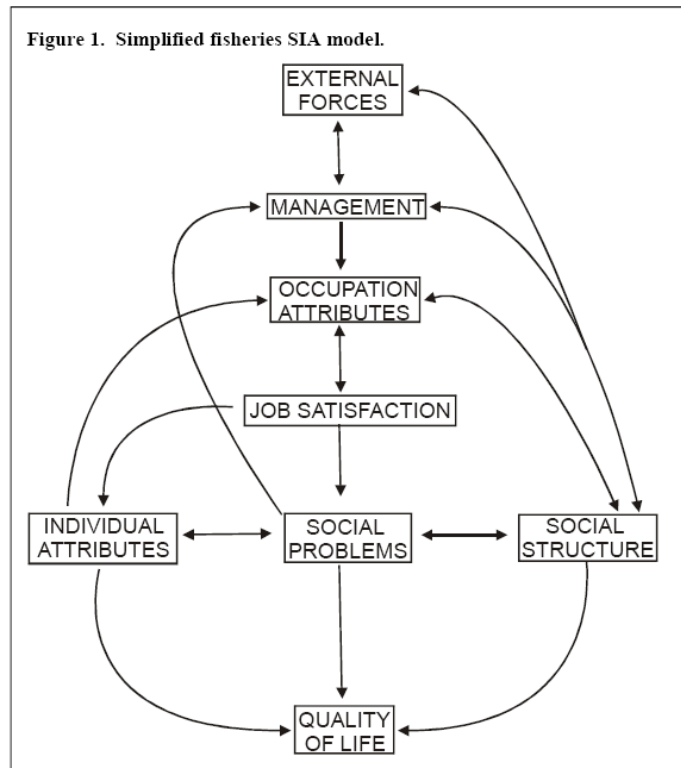 Figure 1. Simplified fisheries SIA model.
EXTERNAL
FORCES
MANAGEMENT
OCCUPATION
ATTRIBUTES
JOB SATISFACTION
INDIVIDUAL
ATTRIBUTES
SOCIAL
PROBLEMS
SOCIAL
STRUCTURE
QUALITY
OF LIFE